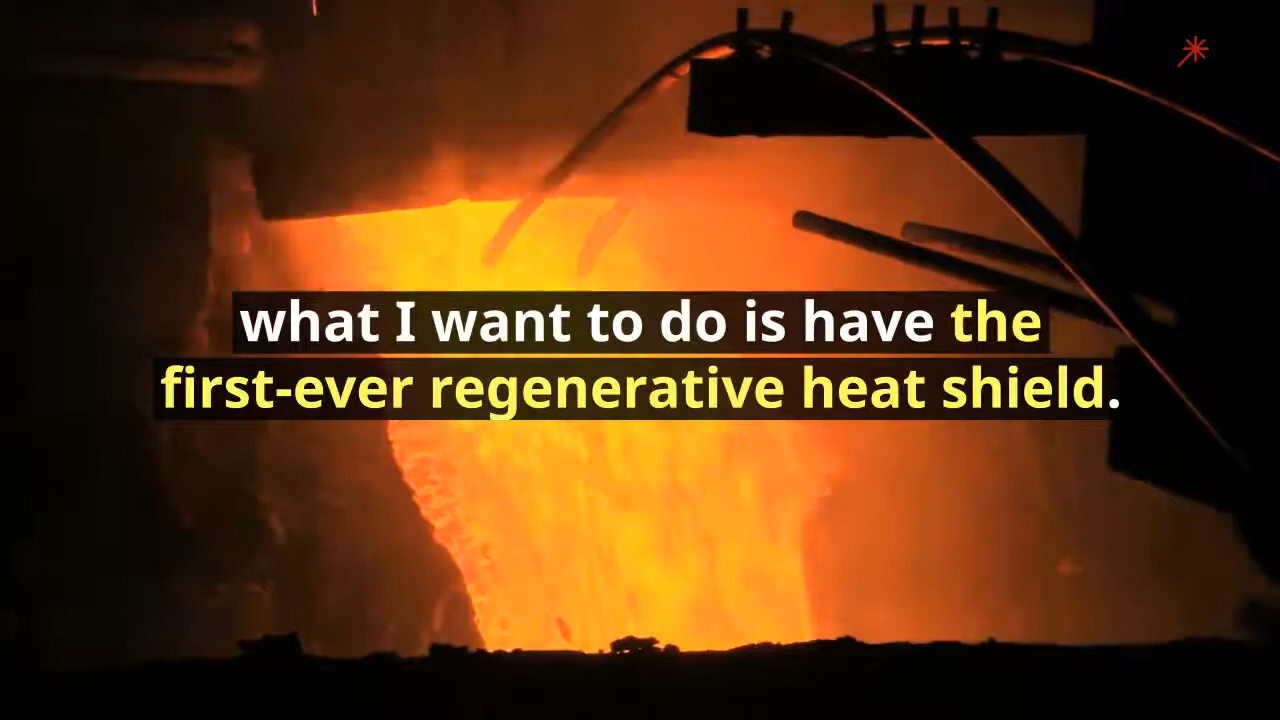 what I want to do is have the
first-ever regenerative heat shield.